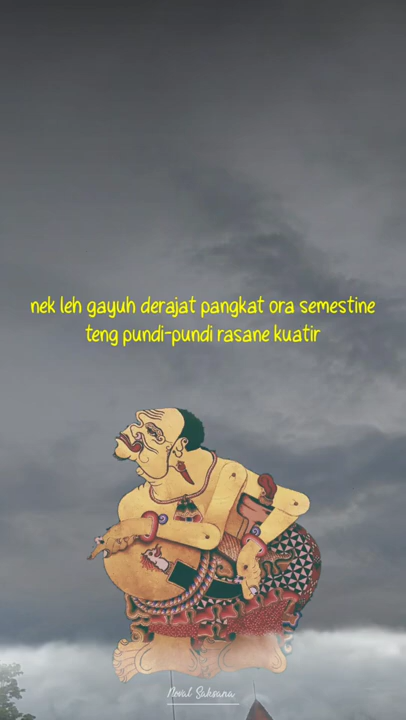 nek leh gayuh derajat pangkat ora semestine
teng pundi-pundi rasane kuatir
Noval Saksana